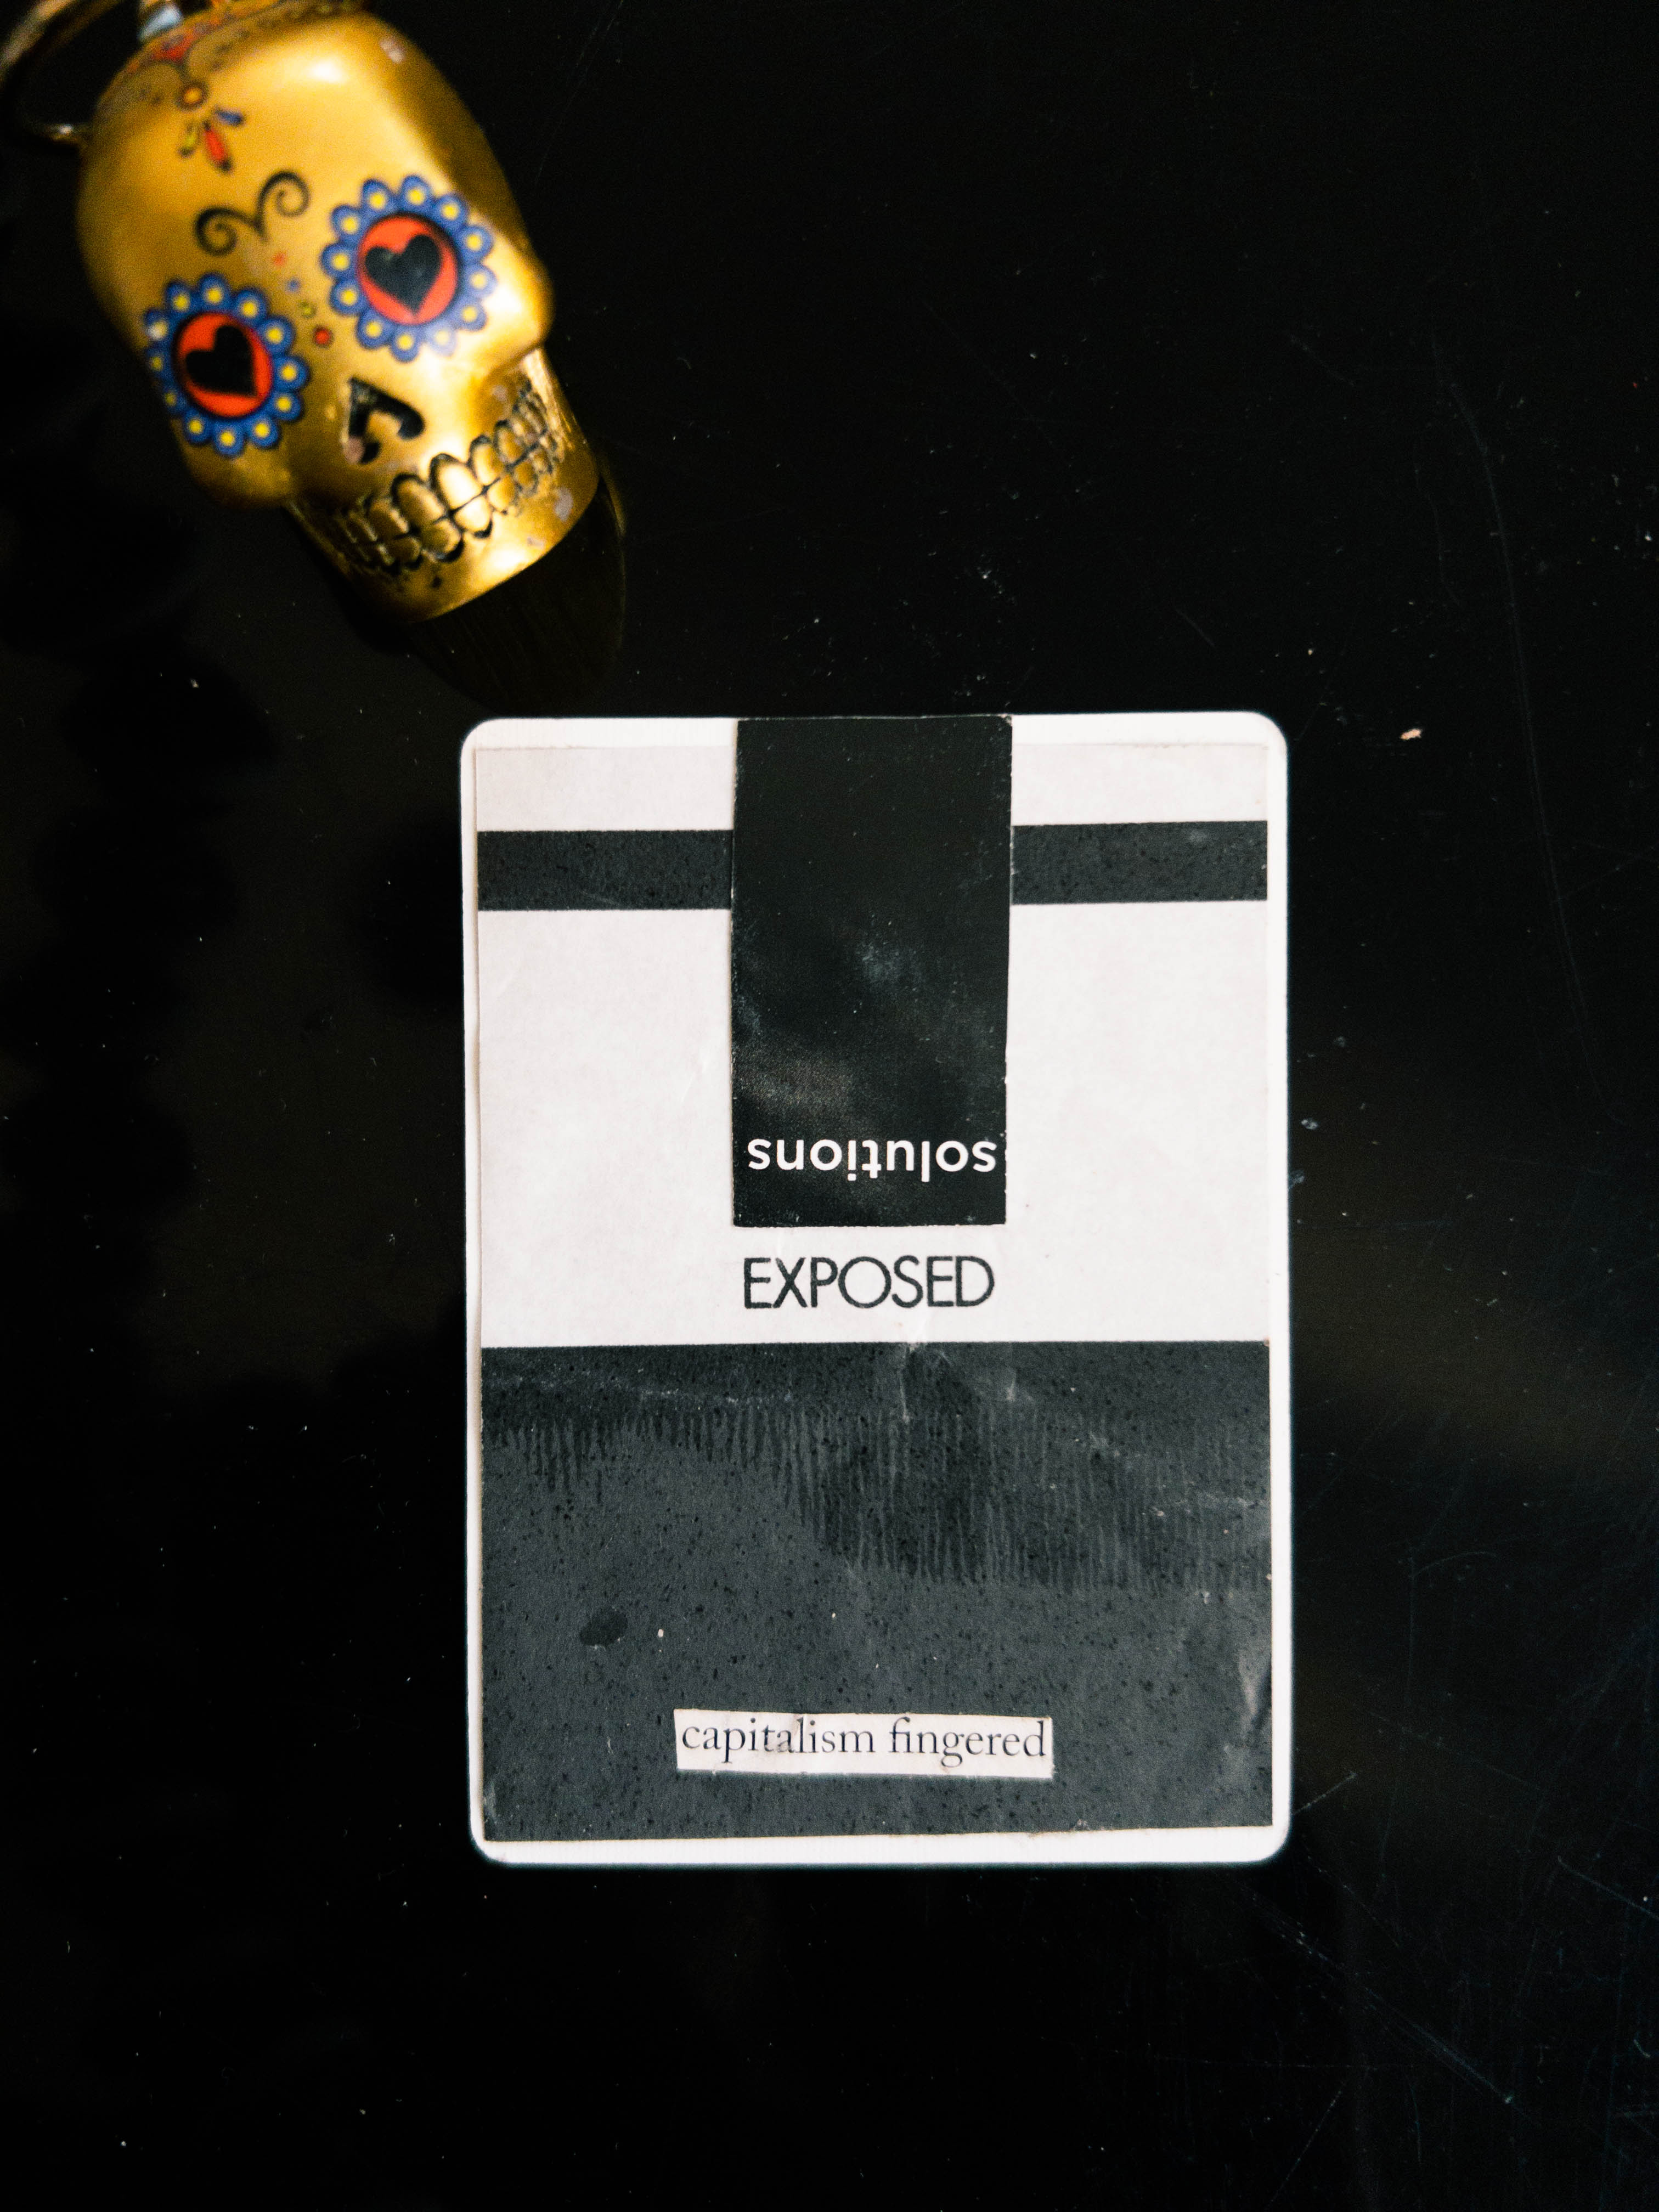 solutions
EXPOSED
capitalism fingered